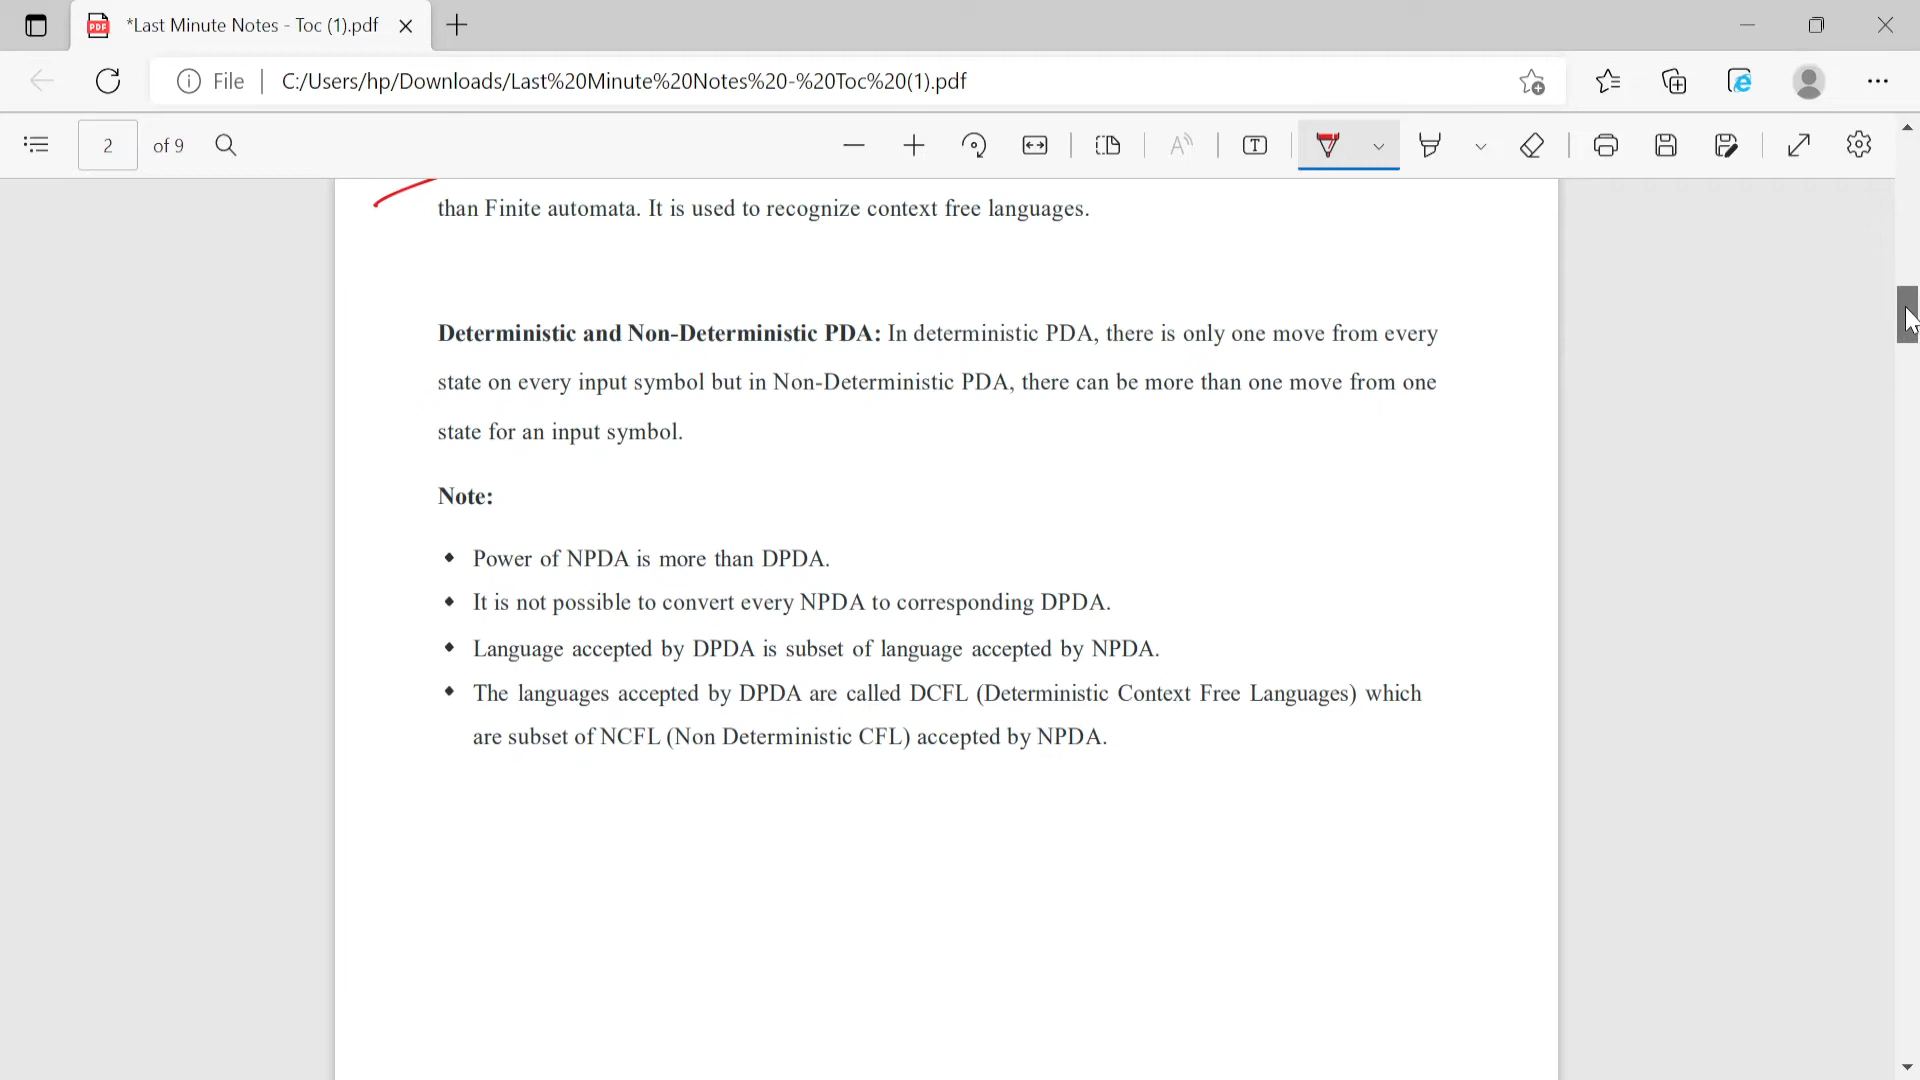 *Last Minute Notes - Toc (1).pdf
File
C:/Users/hp/Downloads/Last%20Minute%20Notes%20-%20Toc%20(1).pdf
2 of 9
than Finite automata. It is used to recognize context free languages.
Deterministic and Non-Deterministic PDA: In deterministic PDA, there is only one move from every
state on every input symbol but in Non-Deterministic PDA, there can be more than one move from one
state for an input symbol.
Note:
Power of NPDA is more than DPDA.
It is not possible to convert every NPDA to corresponding DPDA.
Language accepted by DPDA is subset of language accepted by NPDA.
The languages accepted by DPDA are called DCFL (Deterministic Context Free Languages) which
are subset of NCFL (Non Deterministic CFL) accepted by NPDA.